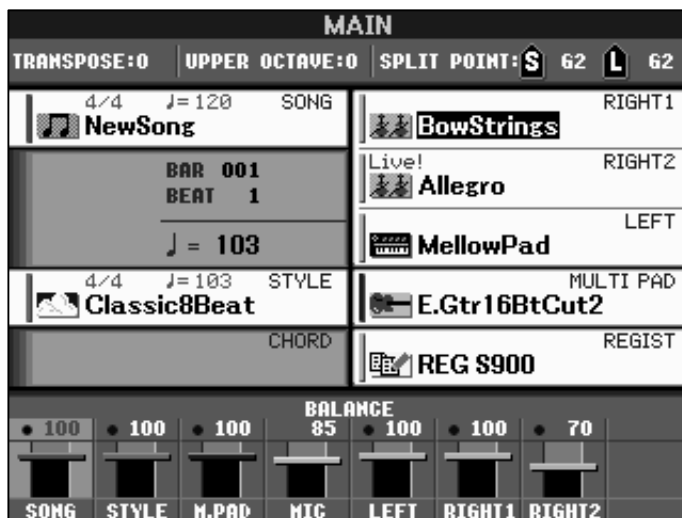 MAIN
TRANSPOSE:0 UPPER OCTAVE:0 SPLIT POINT: S G2 L G2
4/4 ♩=120 SONG
NewSong
BAR 001
BEAT 1
♩= 103
4/4 ♩=103 STYLE
Classic8Beat
CHORD
RIGHT1
BowStrings
Live! RIGHT2
Allegro
LEFT
MellowPad
MULTI PAD
E.Gtr16BtCut2
REGIST
REG S900
BALANCE
100 100 100 85 100 100 70
SONG STYLE M.PAD MIC LEFT RIGHT1 RIGHT2